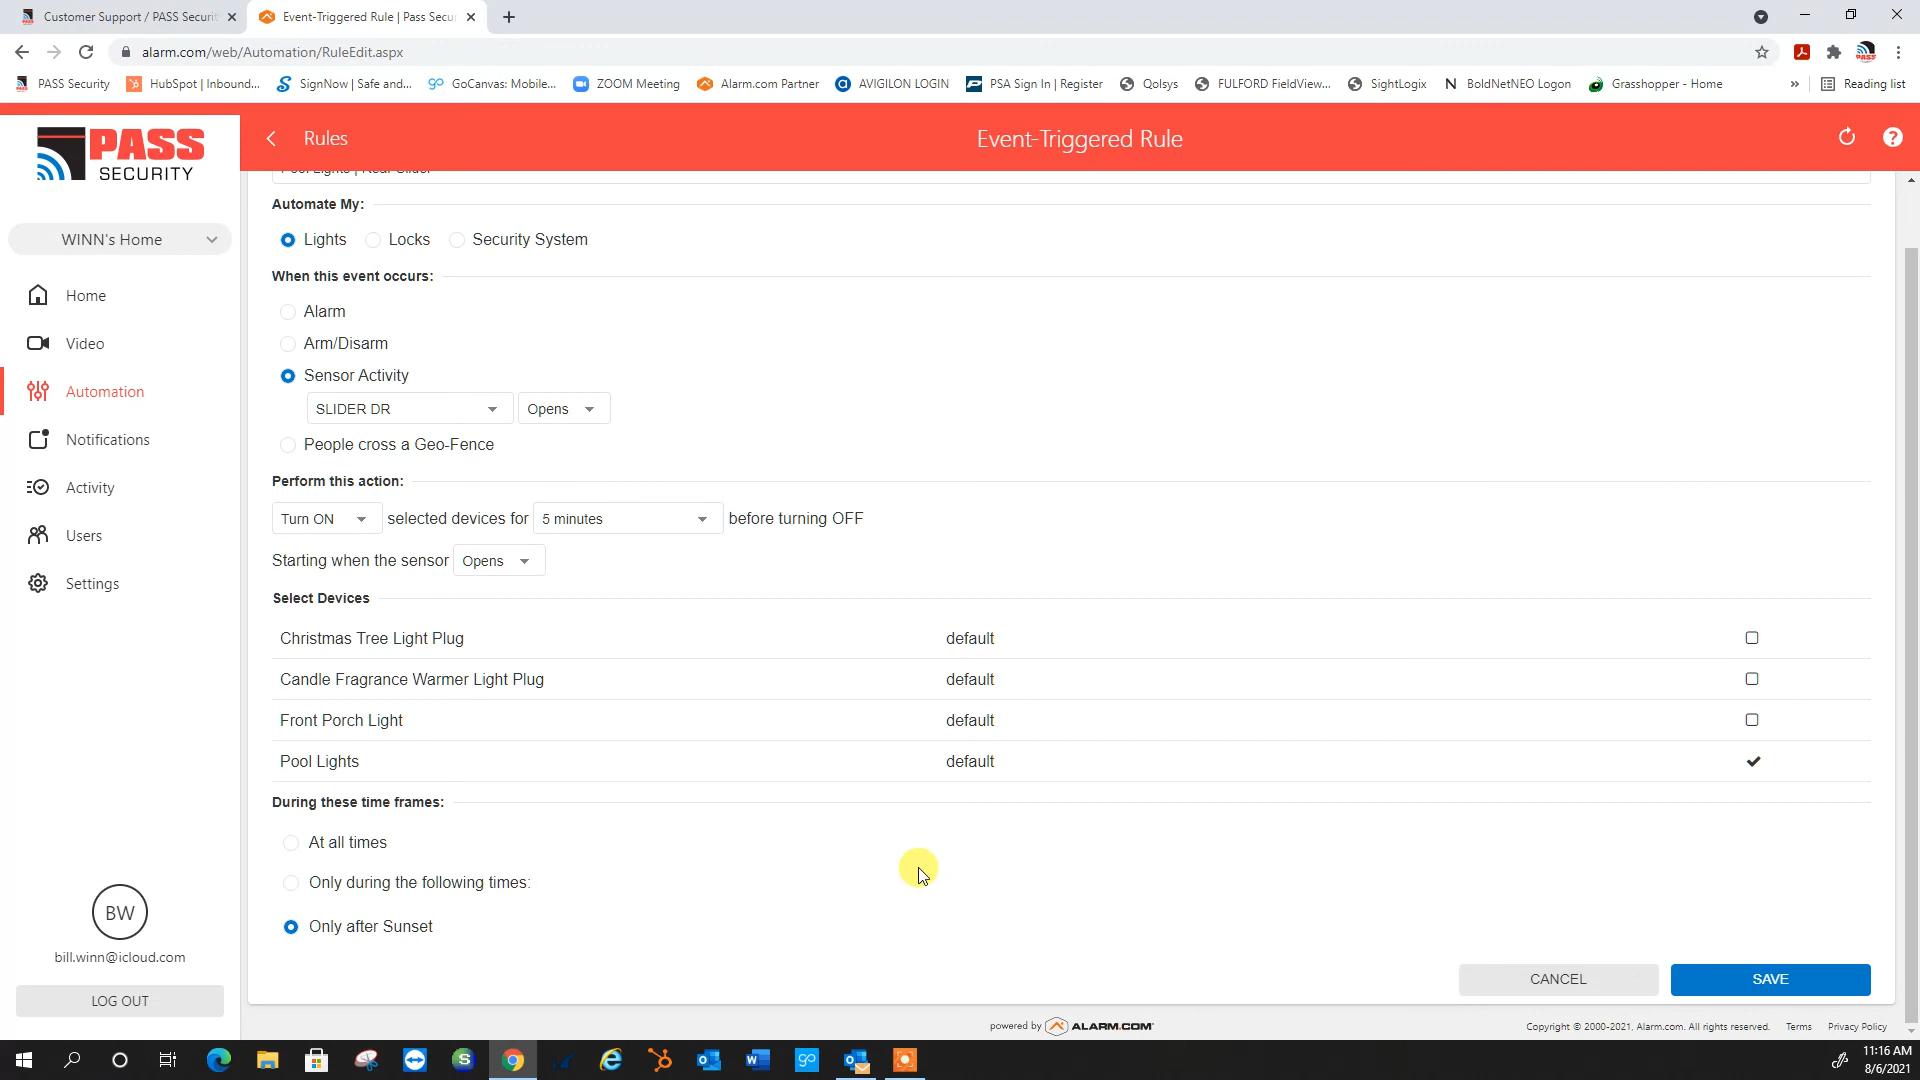 Customer Support / PASS Securit
Event-Triggered Rule | Pass Secur
alarm.com/web/Automation/RuleEdit.aspx
PASS Security
HubSpot | Inbound...
SignNow | Safe and...
GoCanvas: Mobile...
ZOOM Meeting
Alarm.com Partner
AVIGILON LOGIN
PSA Sign In | Register
Qolsys
FULFORD FieldView...
SightLogix
BoldNetNEO Logon
Grasshopper - Home
»
Reading list
PASS
SECURITY
Rules
Event-Triggered Rule
Pool Lights | Rear Slider
WINN's Home
Home
Video
Automation
Notifications
Activity
Users
Settings
BW
bill.winn@icloud.com
LOG OUT
Automate My:
Lights Locks Security System
When this event occurs:
Alarm
Arm/Disarm
Sensor Activity
SLIDER DR Opens
People cross a Geo-Fence
Perform this action:
Turn ON selected devices for 5 minutes before turning OFF
Starting when the sensor Opens
Select Devices
Christmas Tree Light Plug default
Candle Fragrance Warmer Light Plug default
Front Porch Light default
Pool Lights default
During these time frames:
At all times
Only during the following times:
Only after Sunset
CANCEL SAVE
powered by ALARM.COM
Copyright © 2000-2021, Alarm.com. All rights reserved. Terms Privacy Policy
11:16 AM
8/6/2021